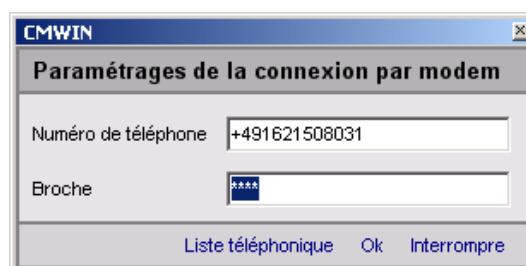 CMWIN
Paramétrages de la connexion par modem
Numéro de téléphone +491621508031
Broche ****
Liste téléphonique Ok Interrompre